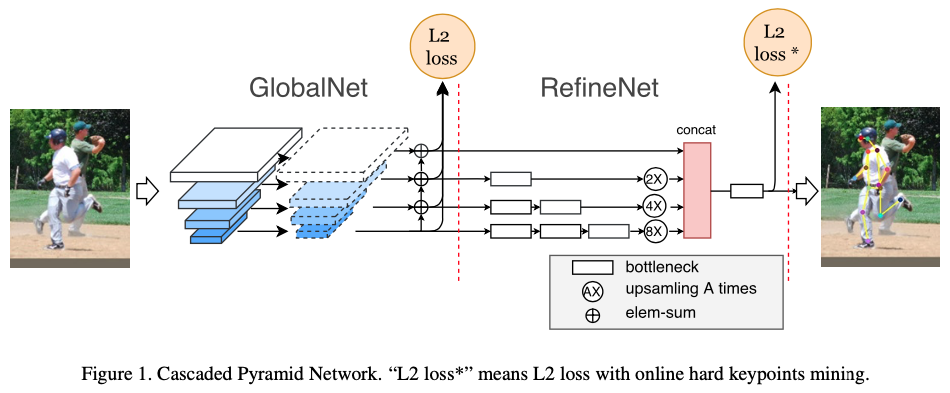 L2
loss
L2
loss *
GlobalNet
RefineNet
concat
2X
4X
8X
bottleneck
AX
upsamling A times
elem-sum
Figure 1. Cascaded Pyramid Network. “L2 loss*” means L2 loss with online hard keypoints mining.